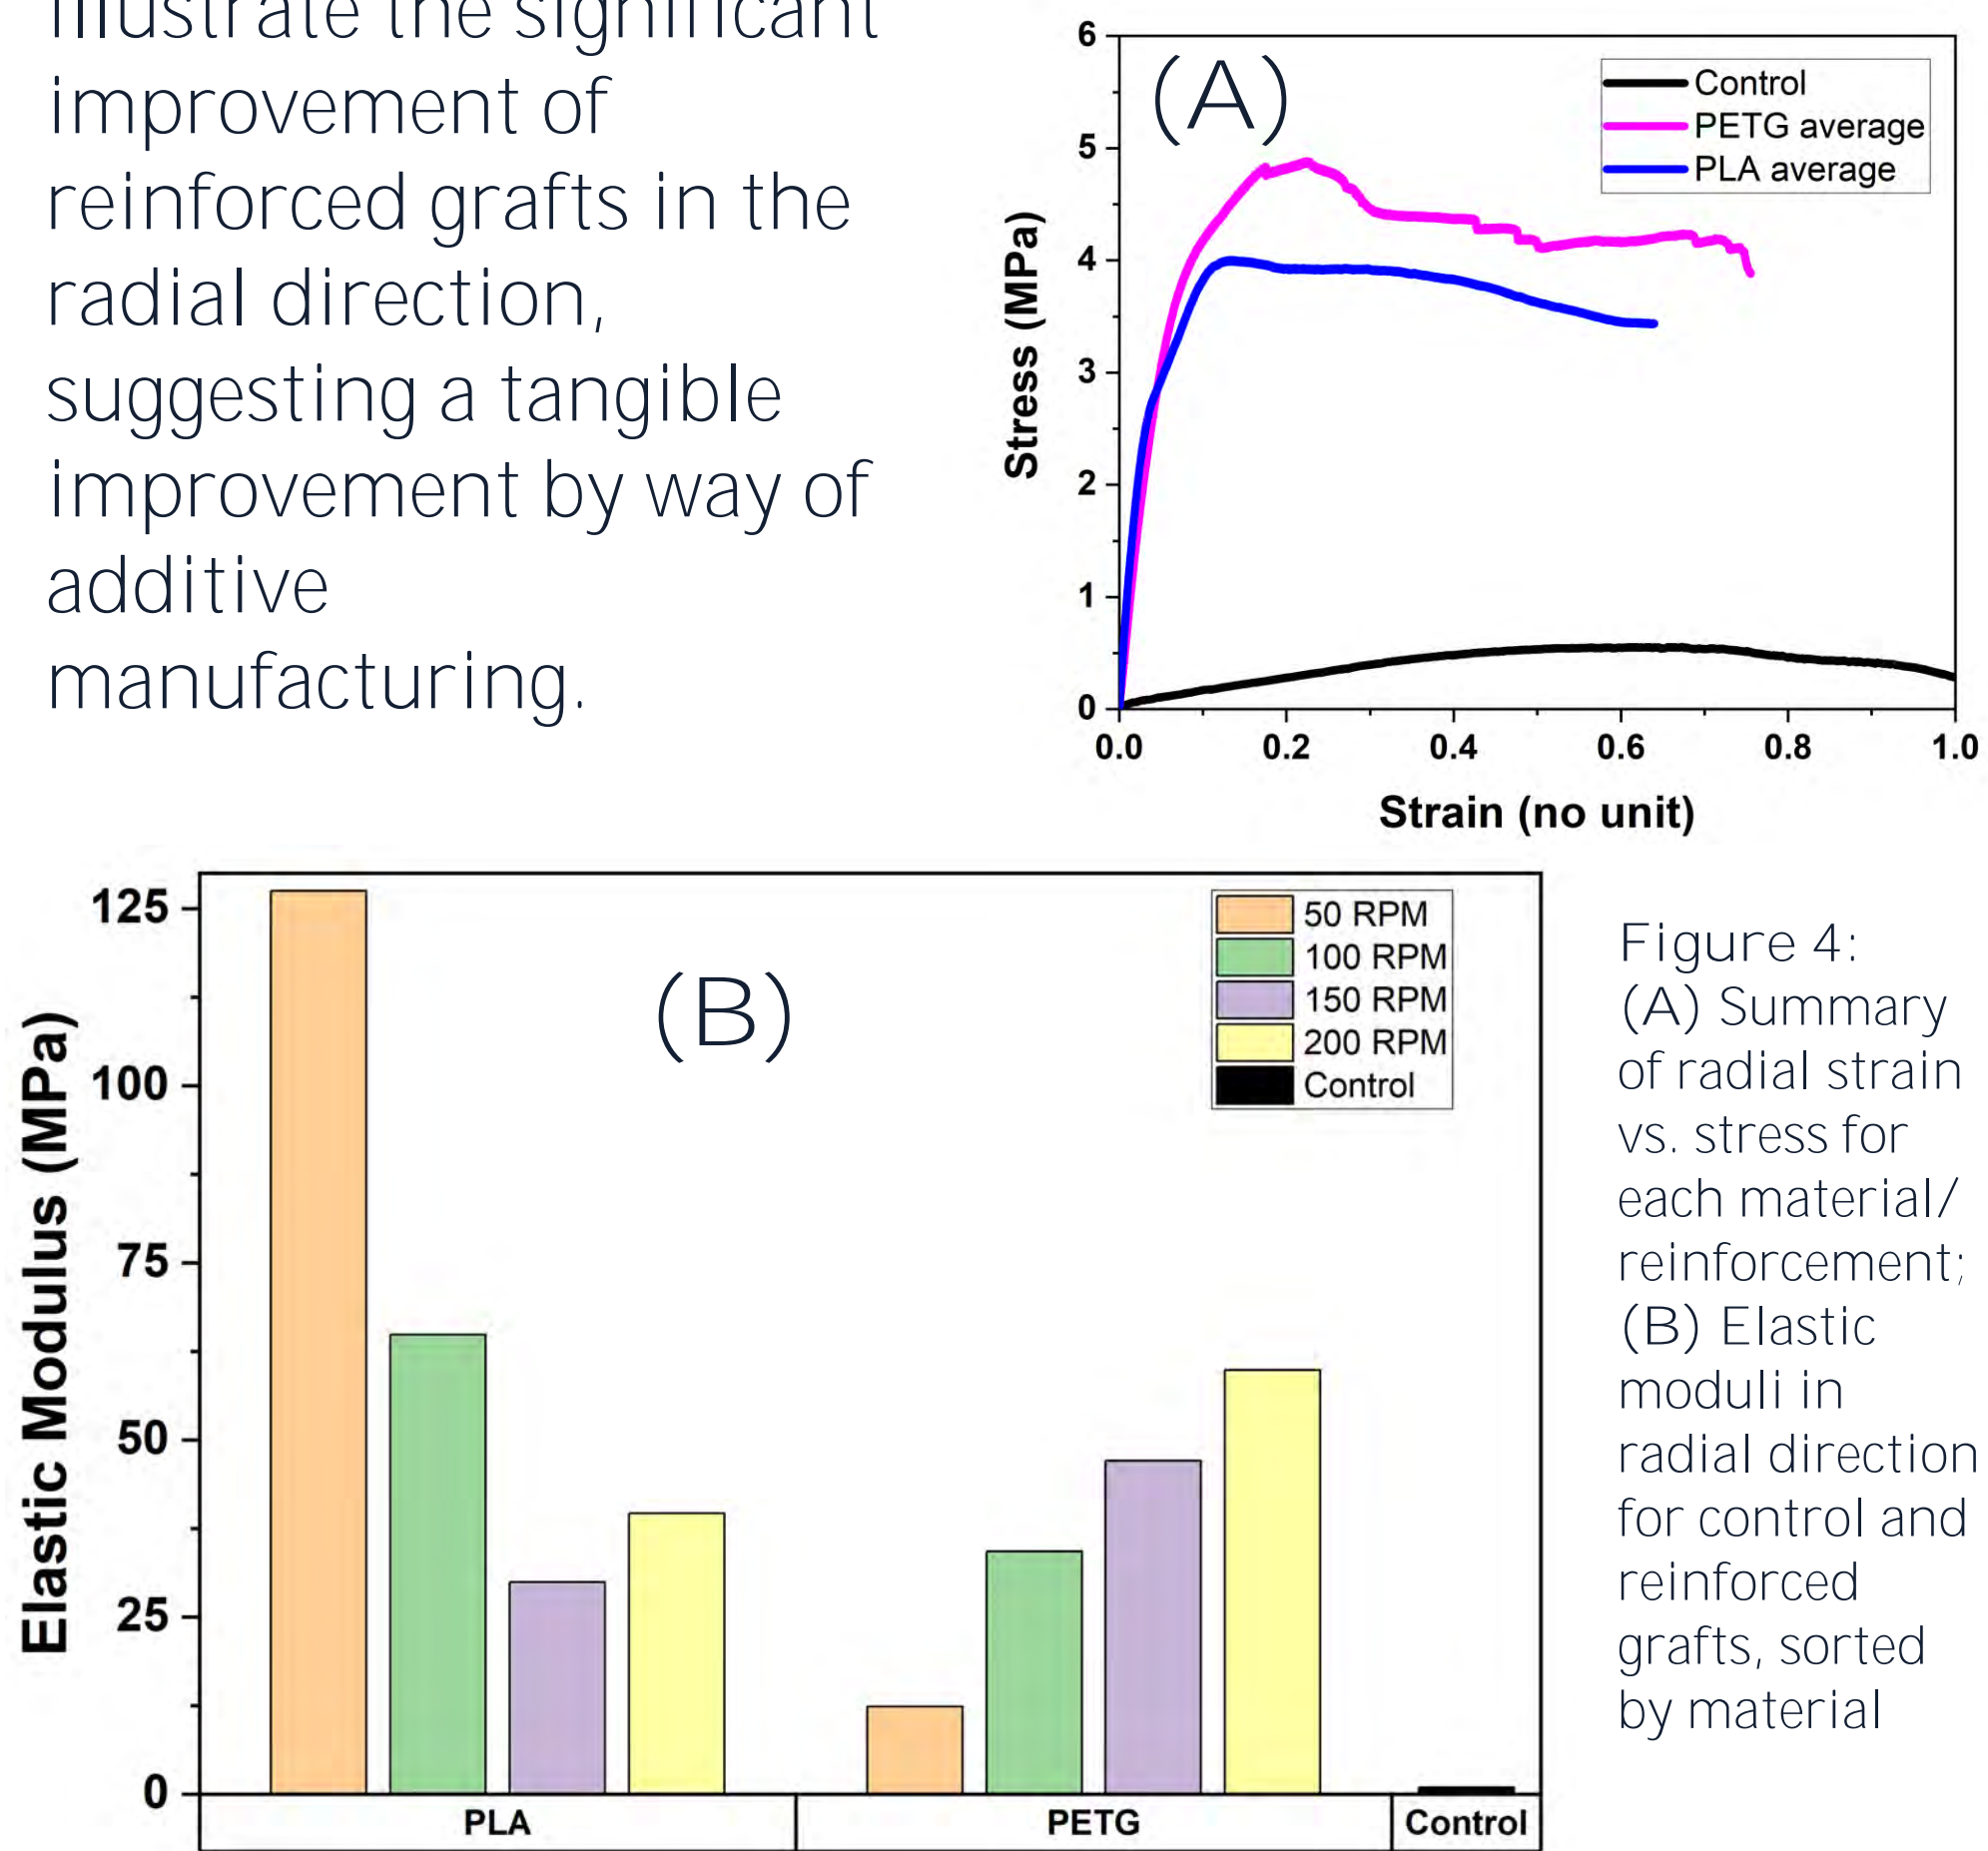 illustrate the significant
improvement of
reinforced grafts in the
radial direction,
suggesting a tangible
improvement by way of
additive
manufacturing.
(A)
Control
PETG average
PLA average
Stress (MPa)
6
5
4
3
2
1
0
0.0 0.2 0.4 0.6 0.8 1.0
Strain (no unit)
(B)
50 RPM
100 RPM
150 RPM
200 RPM
Control
Elastic Modulus (MPa)
125
100
75
50
25
0
PLA PETG Control
Figure 4:
(A) Summary
of radial strain
vs. stress for
each material/
reinforcement;
(B) Elastic
moduli in
radial direction
for control and
reinforced
grafts, sorted
by material